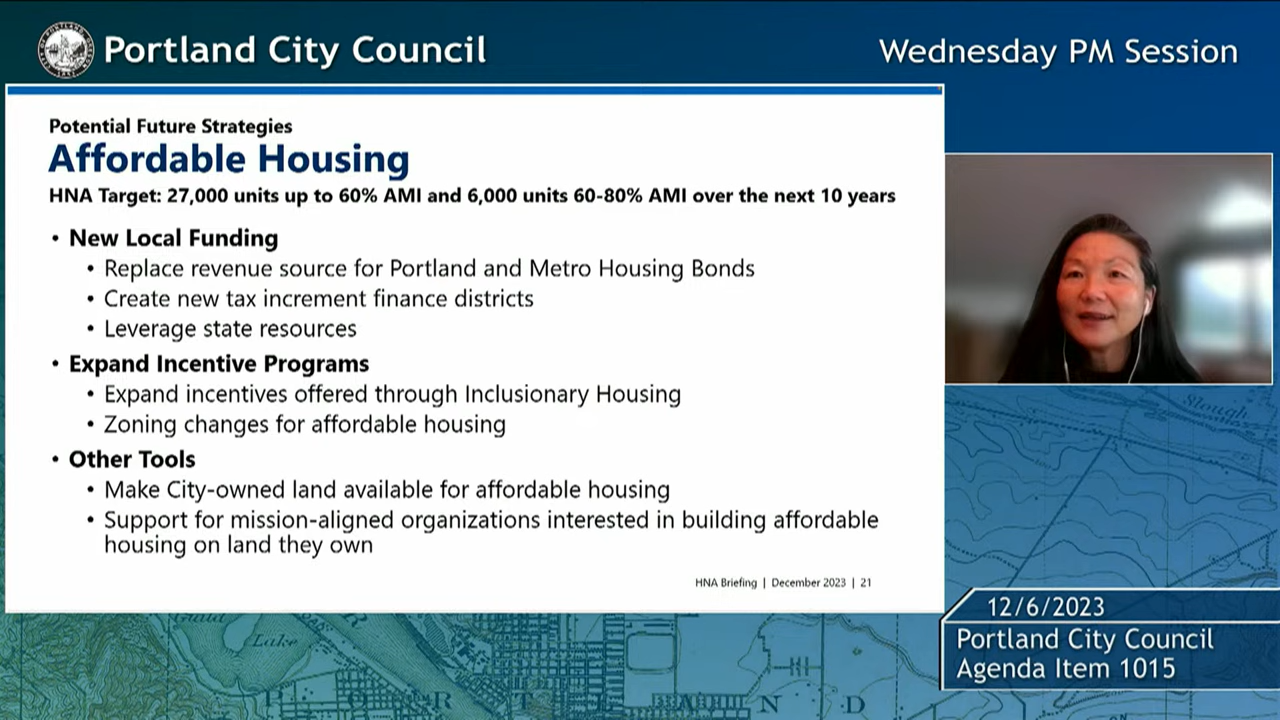 Portland City Council
Wednesday PM Session
Potential Future Strategies
Affordable Housing
HNA Target: 27,000 units up to 60% AMI and 6,000 units 60-80% AMI over the next 10 years
• New Local Funding
• Replace revenue source for Portland and Metro Housing Bonds
• Create new tax increment finance districts
• Leverage state resources
• Expand Incentive Programs
• Expand incentives offered through Inclusionary Housing
• Zoning changes for affordable housing
• Other Tools
• Make City-owned land available for affordable housing
• Support for mission-aligned organizations interested in building affordable
housing on land they own
HNA Briefing | December 2023 | 21
Slough
12/6/2023
Portland City Council
Agenda Item 1015
Guild
Lake
R T
N D